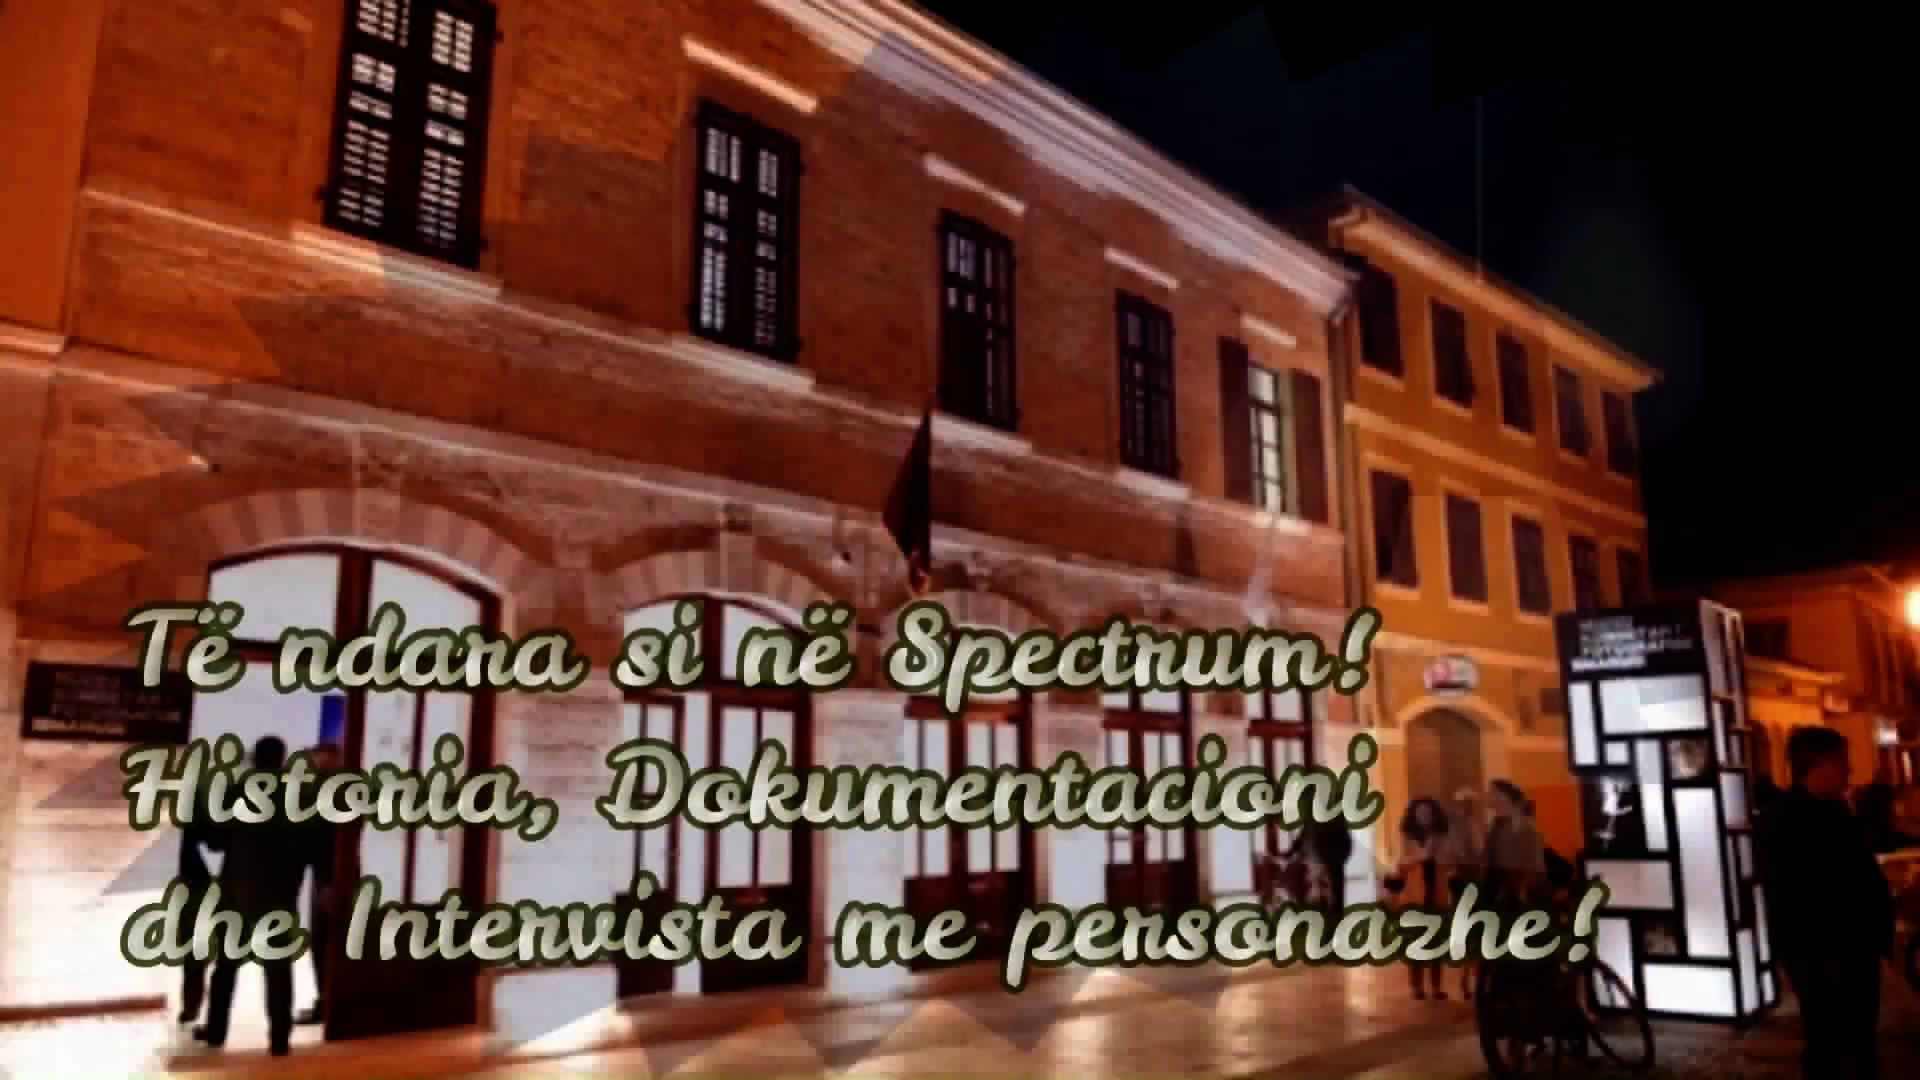 Të ndara si në Spectrum!
Historia, Dokumentacioni
dhe Intervista me personazhe!